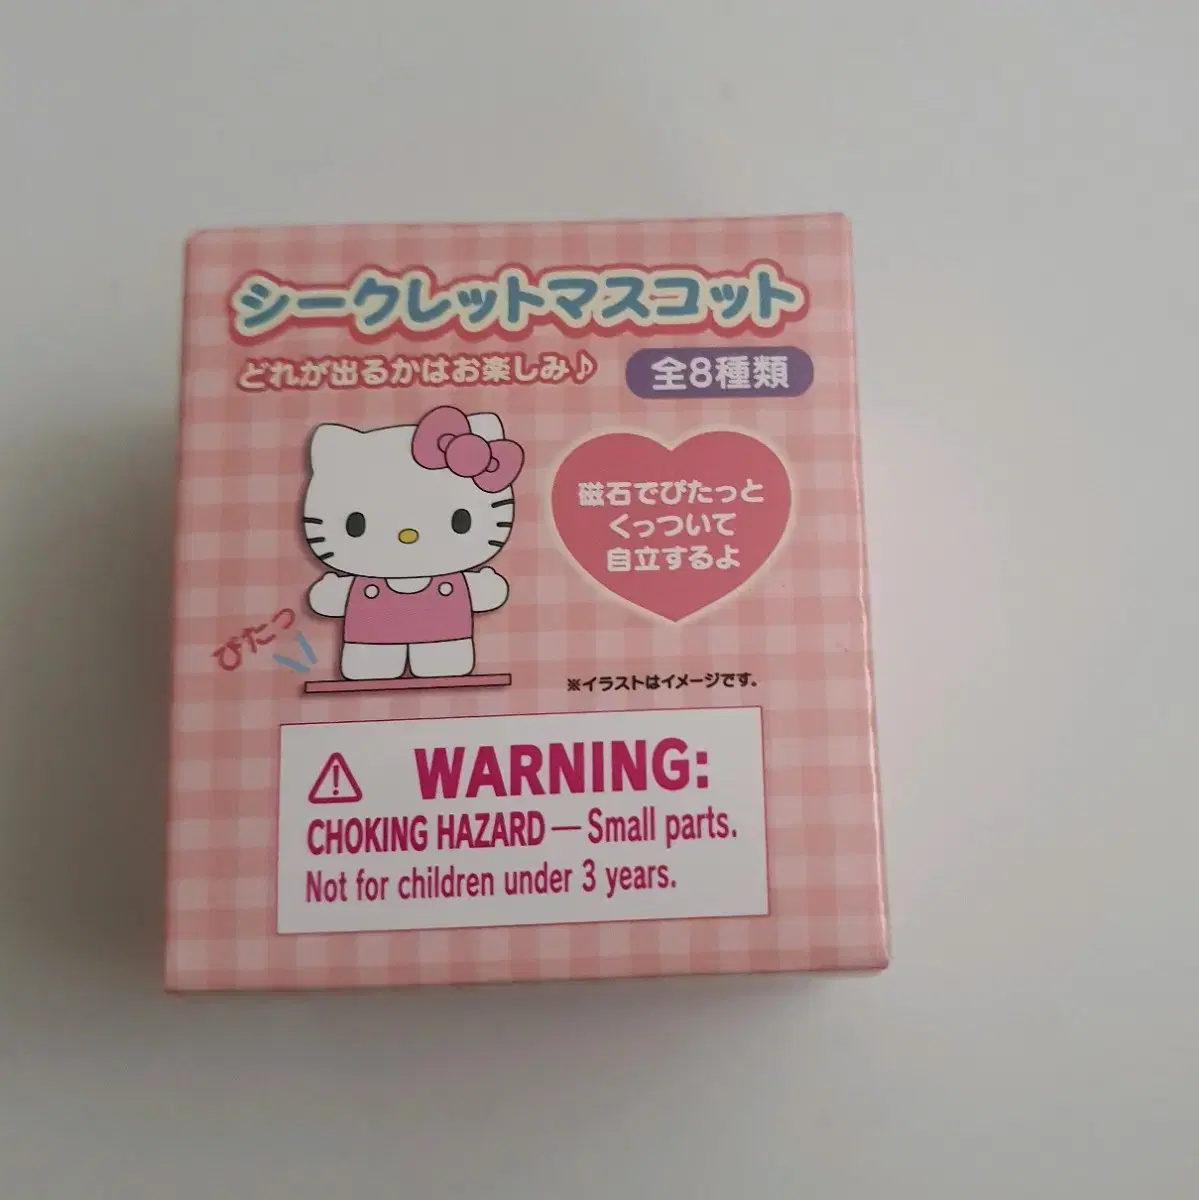 シークレットマスコット
どれが出るかはお楽しみ♪
全8種類
磁石でぴたっと
くっついて
自立するよ
ぴたっ
※イラストはイメージです。
WARNING:
CHOKING HAZARD — Small parts.
Not for children under 3 years.